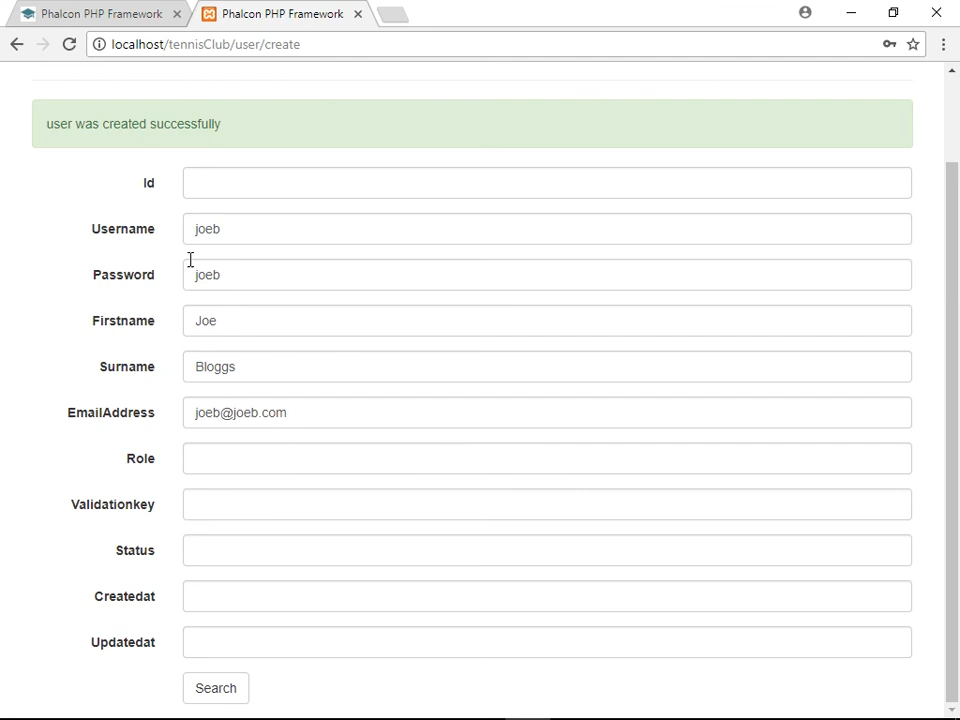 Phalcon PHP Framework
Phalcon PHP Framework
localhost/tennisClub/user/create
user was created successfully
Id
Username joeb
Password joeb
Firstname Joe
Surname Bloggs
EmailAddress joeb@joeb.com
Role
Validationkey
Status
Createdat
Updatedat
Search